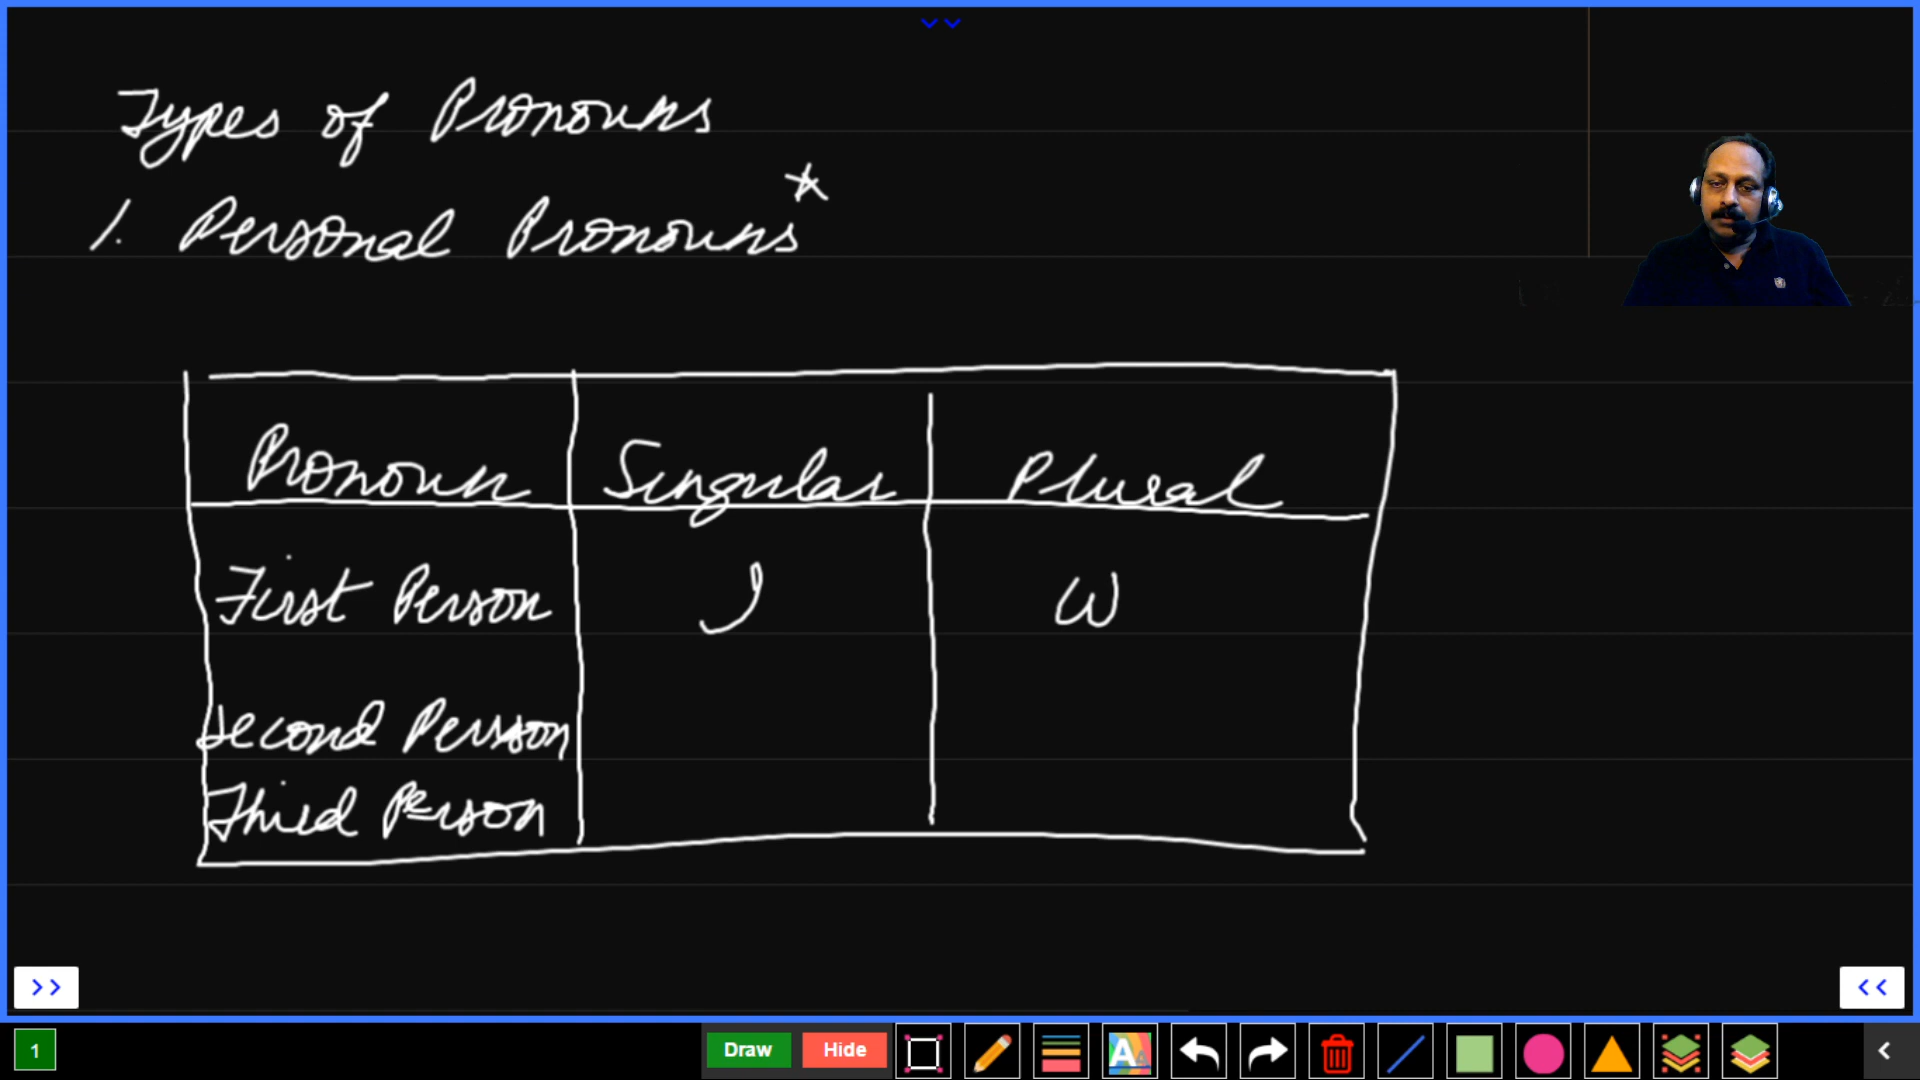 Types of Pronouns
1. Personal Pronouns*
Pronoun Singular Plural
First Person I W
Second Person
Third Person
>> <<
1 Draw Hide